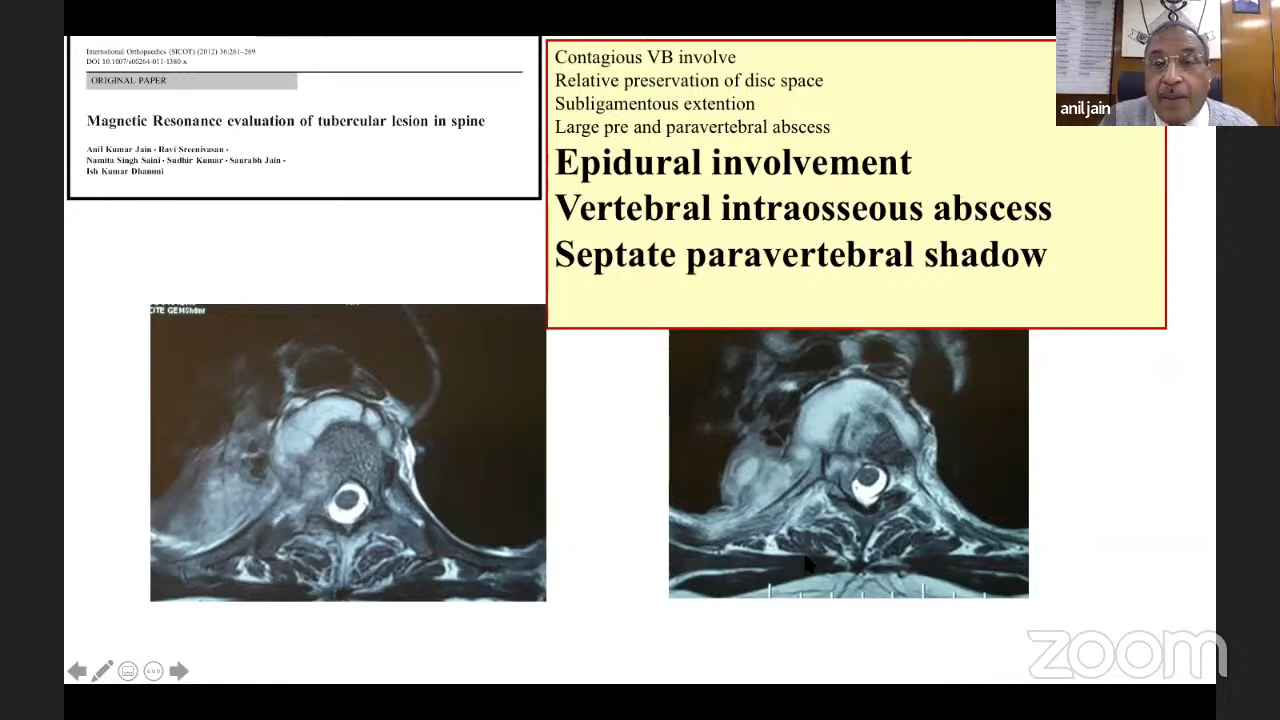 International Orthopaedics (SICOT) (2012) 36:261–269
DOI 10.1007/s00264-011-1380-x
ORIGINAL PAPER
Magnetic Resonance evaluation of tubercular lesion in spine
Anil Kumar Jain · Ravi Sreenivasan ·
Namita Singh Saini · Sudhir Kumar · Saurabh Jain ·
Ish Kumar Dhammi
Contagious VB involve
Relative preservation of disc space
Subligamentous extention
Large pre and paravertebral abscess
Epidural involvement
Vertebral intraosseous abscess
Septate paravertebral shadow
anil jain
zoom